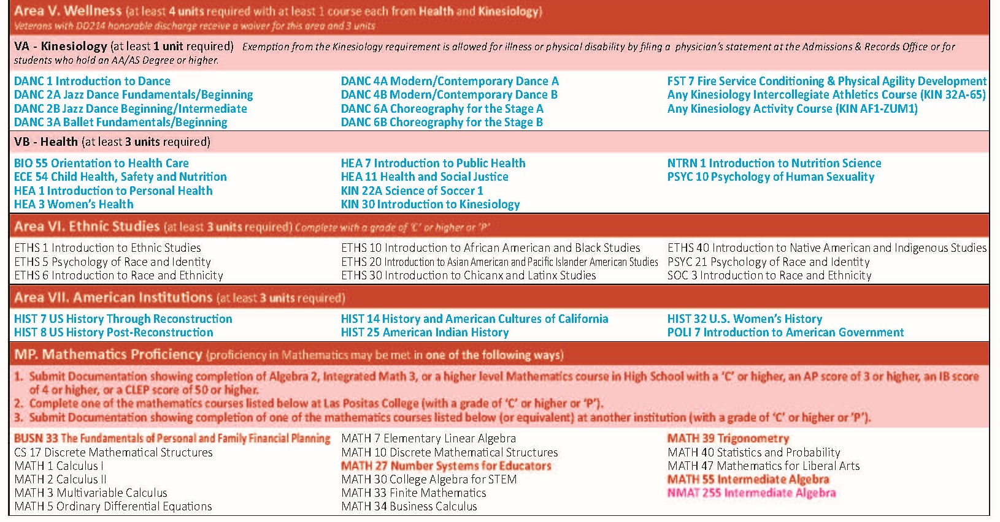 Area V. Wellness (at least 4 units required with at least 1 course each from Health and Kinesiology)
Veterans with DD214 honorable discharge receive a waiver for this area and 3 units
VA - Kinesiology (at least 1 unit required) Exemption from the Kinesiology requirement is allowed for illness or physical disability by filing a physician's statement at the Admissions & Records Office or for
students who hold an AA/AS Degree or higher.
DANC 1 Introduction to Dance
DANC 2A Jazz Dance Fundamentals/Beginning
DANC 2B Jazz Dance Beginning/Intermediate
DANC 3A Ballet Fundamentals/Beginning
DANC 4A Modern/Contemporary Dance A
DANC 4B Modern/Contemporary Dance B
DANC 6A Choreography for the Stage A
DANC 6B Choreography for the Stage B
FST 7 Fire Service Conditioning & Physical Agility Development
Any Kinesiology Intercollegiate Athletics Course (KIN 32A-65)
Any Kinesiology Activity Course (KIN AF1-ZUM1)
VB - Health (at least 3 units required)
BIO 55 Orientation to Health Care
ECE 54 Child Health, Safety and Nutrition
HEA 1 Introduction to Personal Health
HEA 3 Women's Health
HEA 7 Introduction to Public Health
HEA 11 Health and Social Justice
KIN 22A Science of Soccer 1
KIN 30 Introduction to Kinesiology
NTRN 1 Introduction to Nutrition Science
PSYC 10 Psychology of Human Sexuality
Area VI. Ethnic Studies (at least 3 units required) Complete with a grade of 'C' or higher or 'P'
ETHS 1 Introduction to Ethnic Studies
ETHS 5 Psychology of Race and Identity
ETHS 6 Introduction to Race and Ethnicity
ETHS 10 Introduction to African American and Black Studies
ETHS 20 Introduction to Asian American and Pacific Islander American Studies
ETHS 30 Introduction to Chicanx and Latinx Studies
ETHS 40 Introduction to Native American and Indigenous Studies
PSYC 21 Psychology of Race and Identity
SOC 3 Introduction to Race and Ethnicity
Area VII. American Institutions (at least 3 units required)
HIST 7 US History Through Reconstruction
HIST 8 US History Post-Reconstruction
HIST 14 History and American Cultures of California
HIST 25 American Indian History
HIST 32 U.S. Women's History
POLI 7 Introduction to American Government
MP. Mathematics Proficiency (proficiency in Mathematics may be met in one of the following ways)
1. Submit Documentation showing completion of Algebra 2, Integrated Math 3, or a higher level Mathematics course in High School with a 'C' or higher, an AP score of 3 or higher, an IB score
of 4 or higher, or a CLEP score of 50 or higher.
2. Complete one of the mathematics courses listed below at Las Positas College (with a grade of 'C' or higher or 'P').
3. Submit Documentation showing completion of one of the mathematics courses listed below (or equivalent) at another institution (with a grade of 'C' or higher or 'P').
BUSN 33 The Fundamentals of Personal and Family Financial Planning
CS 17 Discrete Mathematical Structures
MATH 1 Calculus I
MATH 2 Calculus II
MATH 3 Multivariable Calculus
MATH 5 Ordinary Differential Equations
MATH 7 Elementary Linear Algebra
MATH 10 Discrete Mathematical Structures
MATH 27 Number Systems for Educators
MATH 30 College Algebra for STEM
MATH 33 Finite Mathematics
MATH 34 Business Calculus
MATH 39 Trigonometry
MATH 40 Statistics and Probability
MATH 47 Mathematics for Liberal Arts
MATH 55 Intermediate Algebra
NMAT 255 Intermediate Algebra